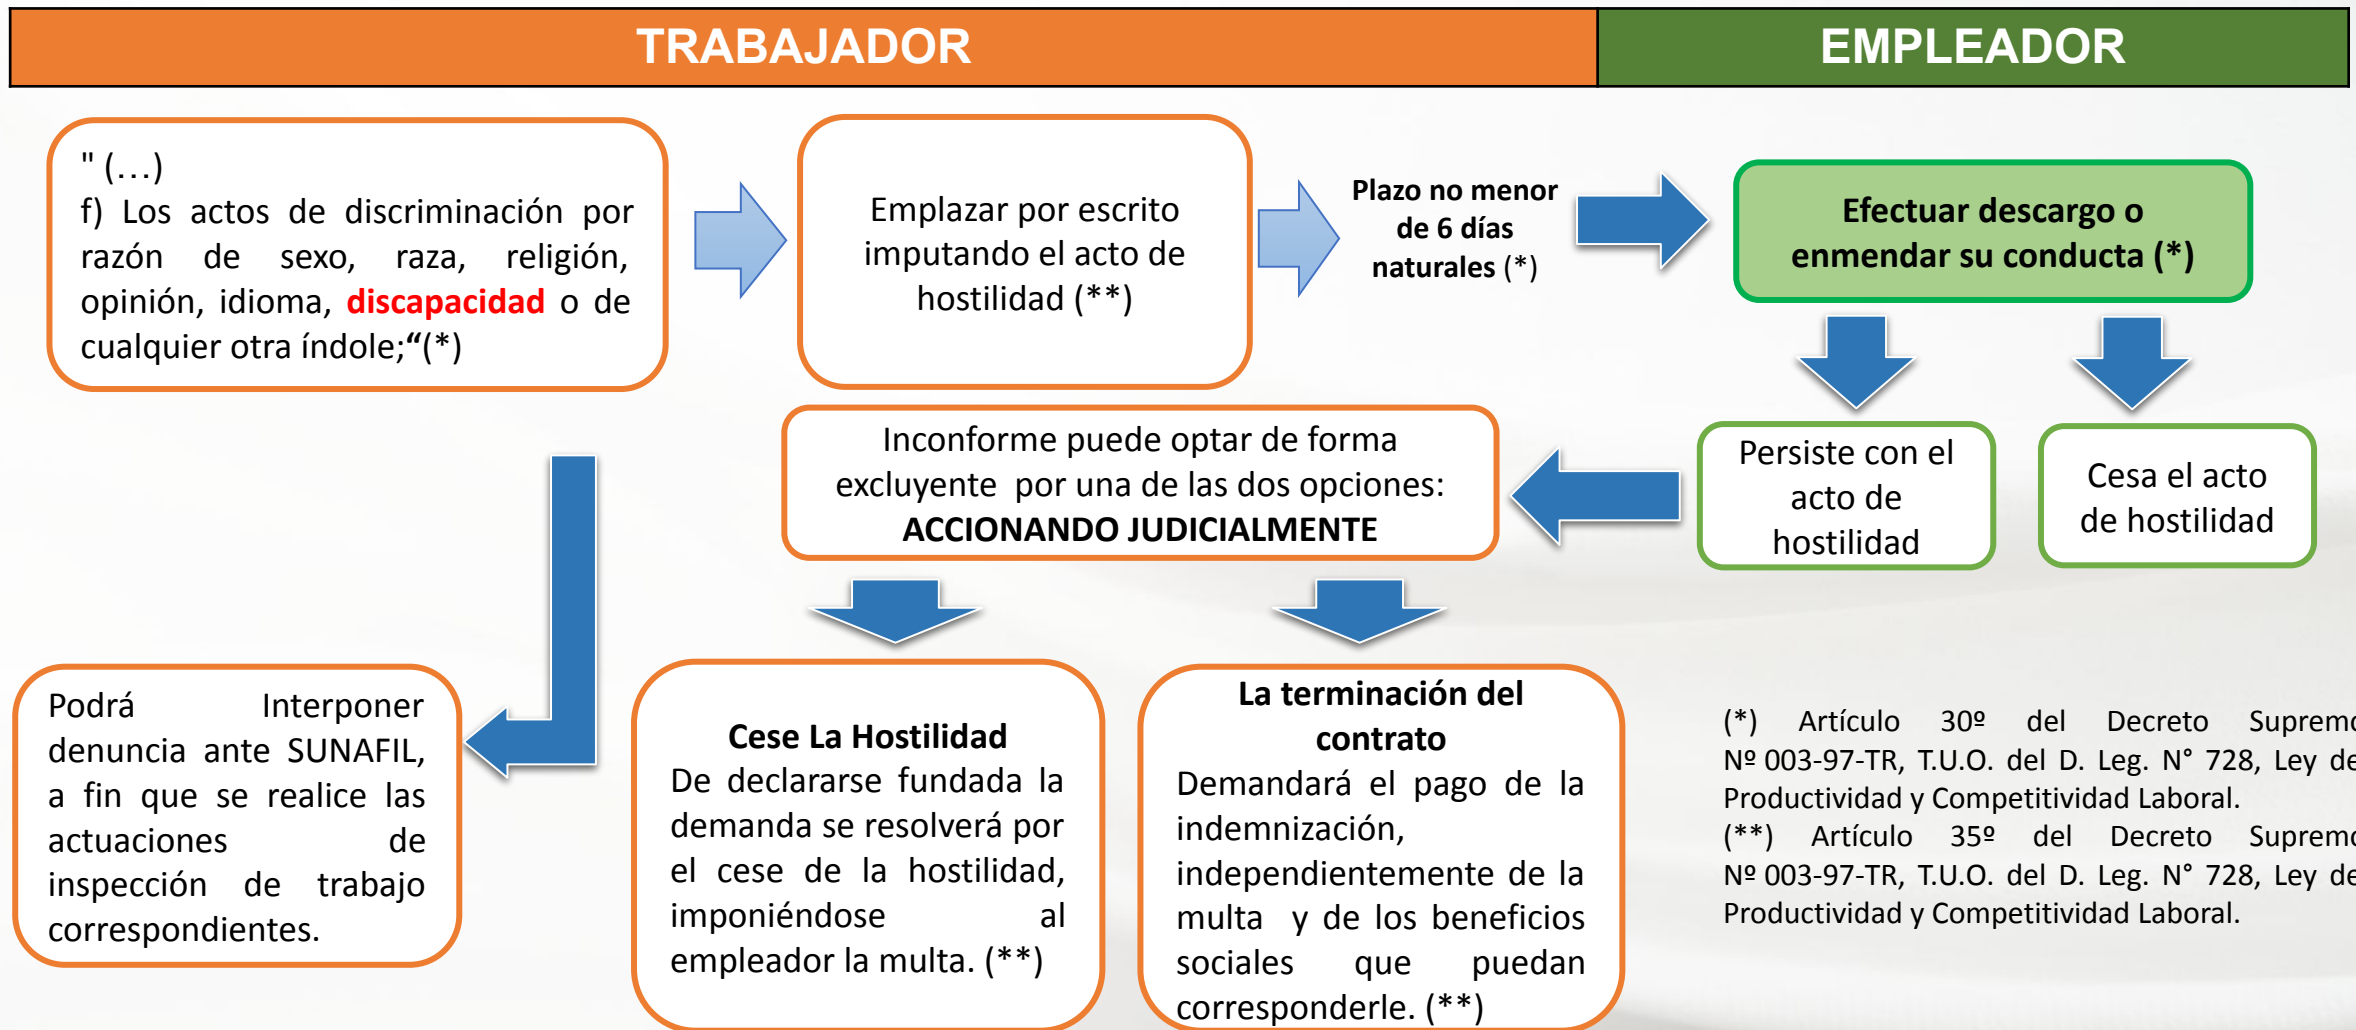 TRABAJADOR
EMPLEADOR
" (…)
f) Los actos de discriminación por
razón de sexo, raza, religión,
opinión, idioma, discapacidad o de
cualquier otra índole;“(*)
Emplazar por escrito
imputando el acto de
hostilidad (**)
Plazo no menor
de 6 días
naturales (*)
Efectuar descargo o
enmendar su conducta (*)
Persiste con el
acto de
hostilidad
Cesa el acto
de hostilidad
Inconforme puede optar de forma
excluyente por una de las dos opciones:
ACCIONANDO JUDICIALMENTE
Podrá Interponer
denuncia ante SUNAFIL,
a fin que se realice las
actuaciones de
inspección de trabajo
correspondientes.
Cese La Hostilidad
De declararse fundada la
demanda se resolverá por
el cese de la hostilidad,
imponiéndose al
empleador la multa. (**)
La terminación del
contrato
Demandará el pago de la
indemnización,
independientemente de la
multa y de los beneficios
sociales que puedan
corresponderle. (**)
(*) Artículo 30º del Decreto Supremo
Nº 003-97-TR, T.U.O. del D. Leg. N° 728, Ley de
Productividad y Competitividad Laboral.
(**) Artículo 35º del Decreto Supremo
Nº 003-97-TR, T.U.O. del D. Leg. N° 728, Ley de
Productividad y Competitividad Laboral.